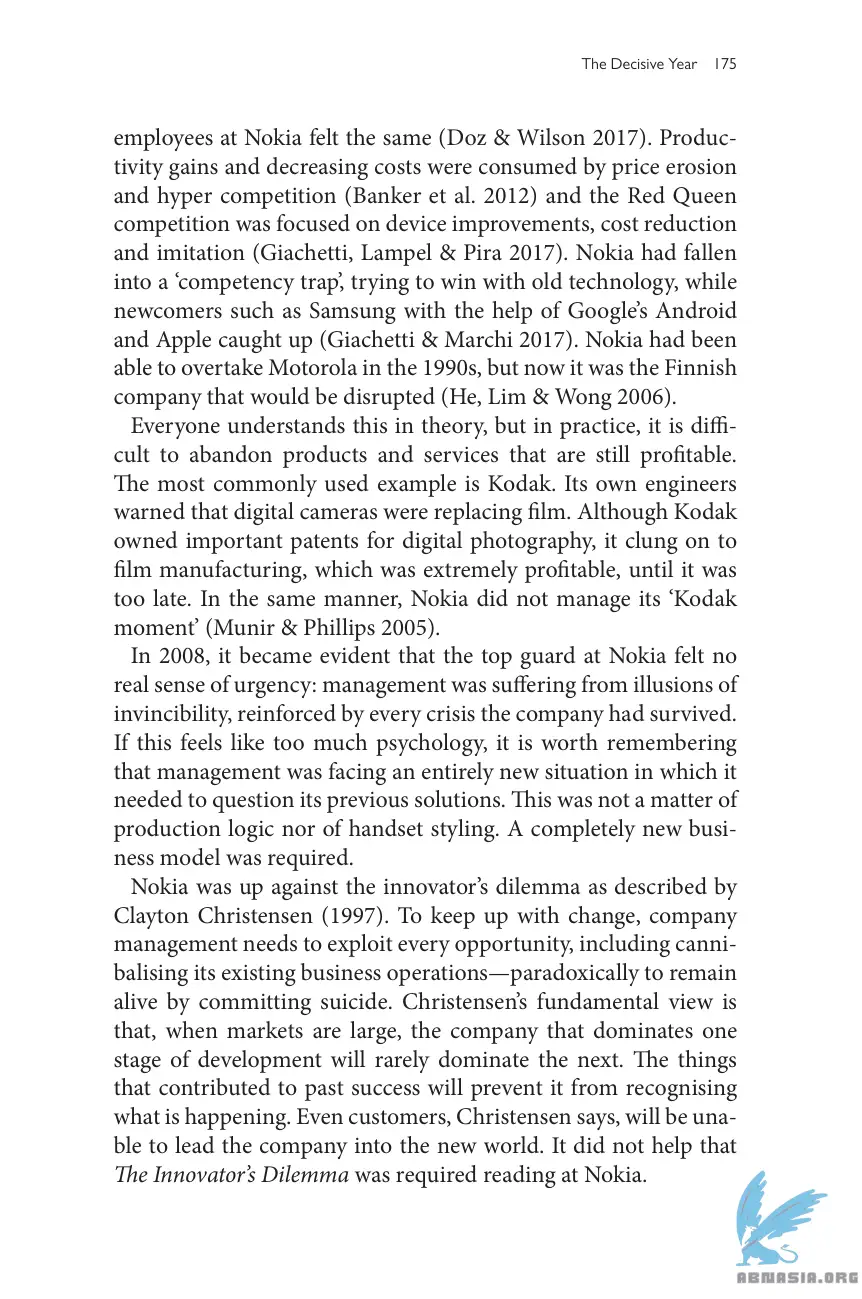 The Decisive Year 175
employees at Nokia felt the same (Doz & Wilson 2017). Produc-
tivity gains and decreasing costs were consumed by price erosion
and hyper competition (Banker et al. 2012) and the Red Queen
competition was focused on device improvements, cost reduction
and imitation (Giachetti, Lampel & Pira 2017). Nokia had fallen
into a ‘competency trap’, trying to win with old technology, while
newcomers such as Samsung with the help of Google’s Android
and Apple caught up (Giachetti & Marchi 2017). Nokia had been
able to overtake Motorola in the 1990s, but now it was the Finnish
company that would be disrupted (He, Lim & Wong 2006).
Everyone understands this in theory, but in practice, it is diffi-
cult to abandon products and services that are still profitable.
The most commonly used example is Kodak. Its own engineers
warned that digital cameras were replacing film. Although Kodak
owned important patents for digital photography, it clung on to
film manufacturing, which was extremely profitable, until it was
too late. In the same manner, Nokia did not manage its ‘Kodak
moment’ (Munir & Phillips 2005).
In 2008, it became evident that the top guard at Nokia felt no
real sense of urgency: management was suffering from illusions of
invincibility, reinforced by every crisis the company had survived.
If this feels like too much psychology, it is worth remembering
that management was facing an entirely new situation in which it
needed to question its previous solutions. This was not a matter of
production logic nor of handset styling. A completely new busi-
ness model was required.
Nokia was up against the innovator’s dilemma as described by
Clayton Christensen (1997). To keep up with change, company
management needs to exploit every opportunity, including canni-
balising its existing business operations—paradoxically to remain
alive by committing suicide. Christensen’s fundamental view is
that, when markets are large, the company that dominates one
stage of development will rarely dominate the next. The things
that contributed to past success will prevent it from recognising
what is happening. Even customers, Christensen says, will be una-
ble to lead the company into the new world. It did not help that
The Innovator’s Dilemma was required reading at Nokia.
ABNASIA.ORG